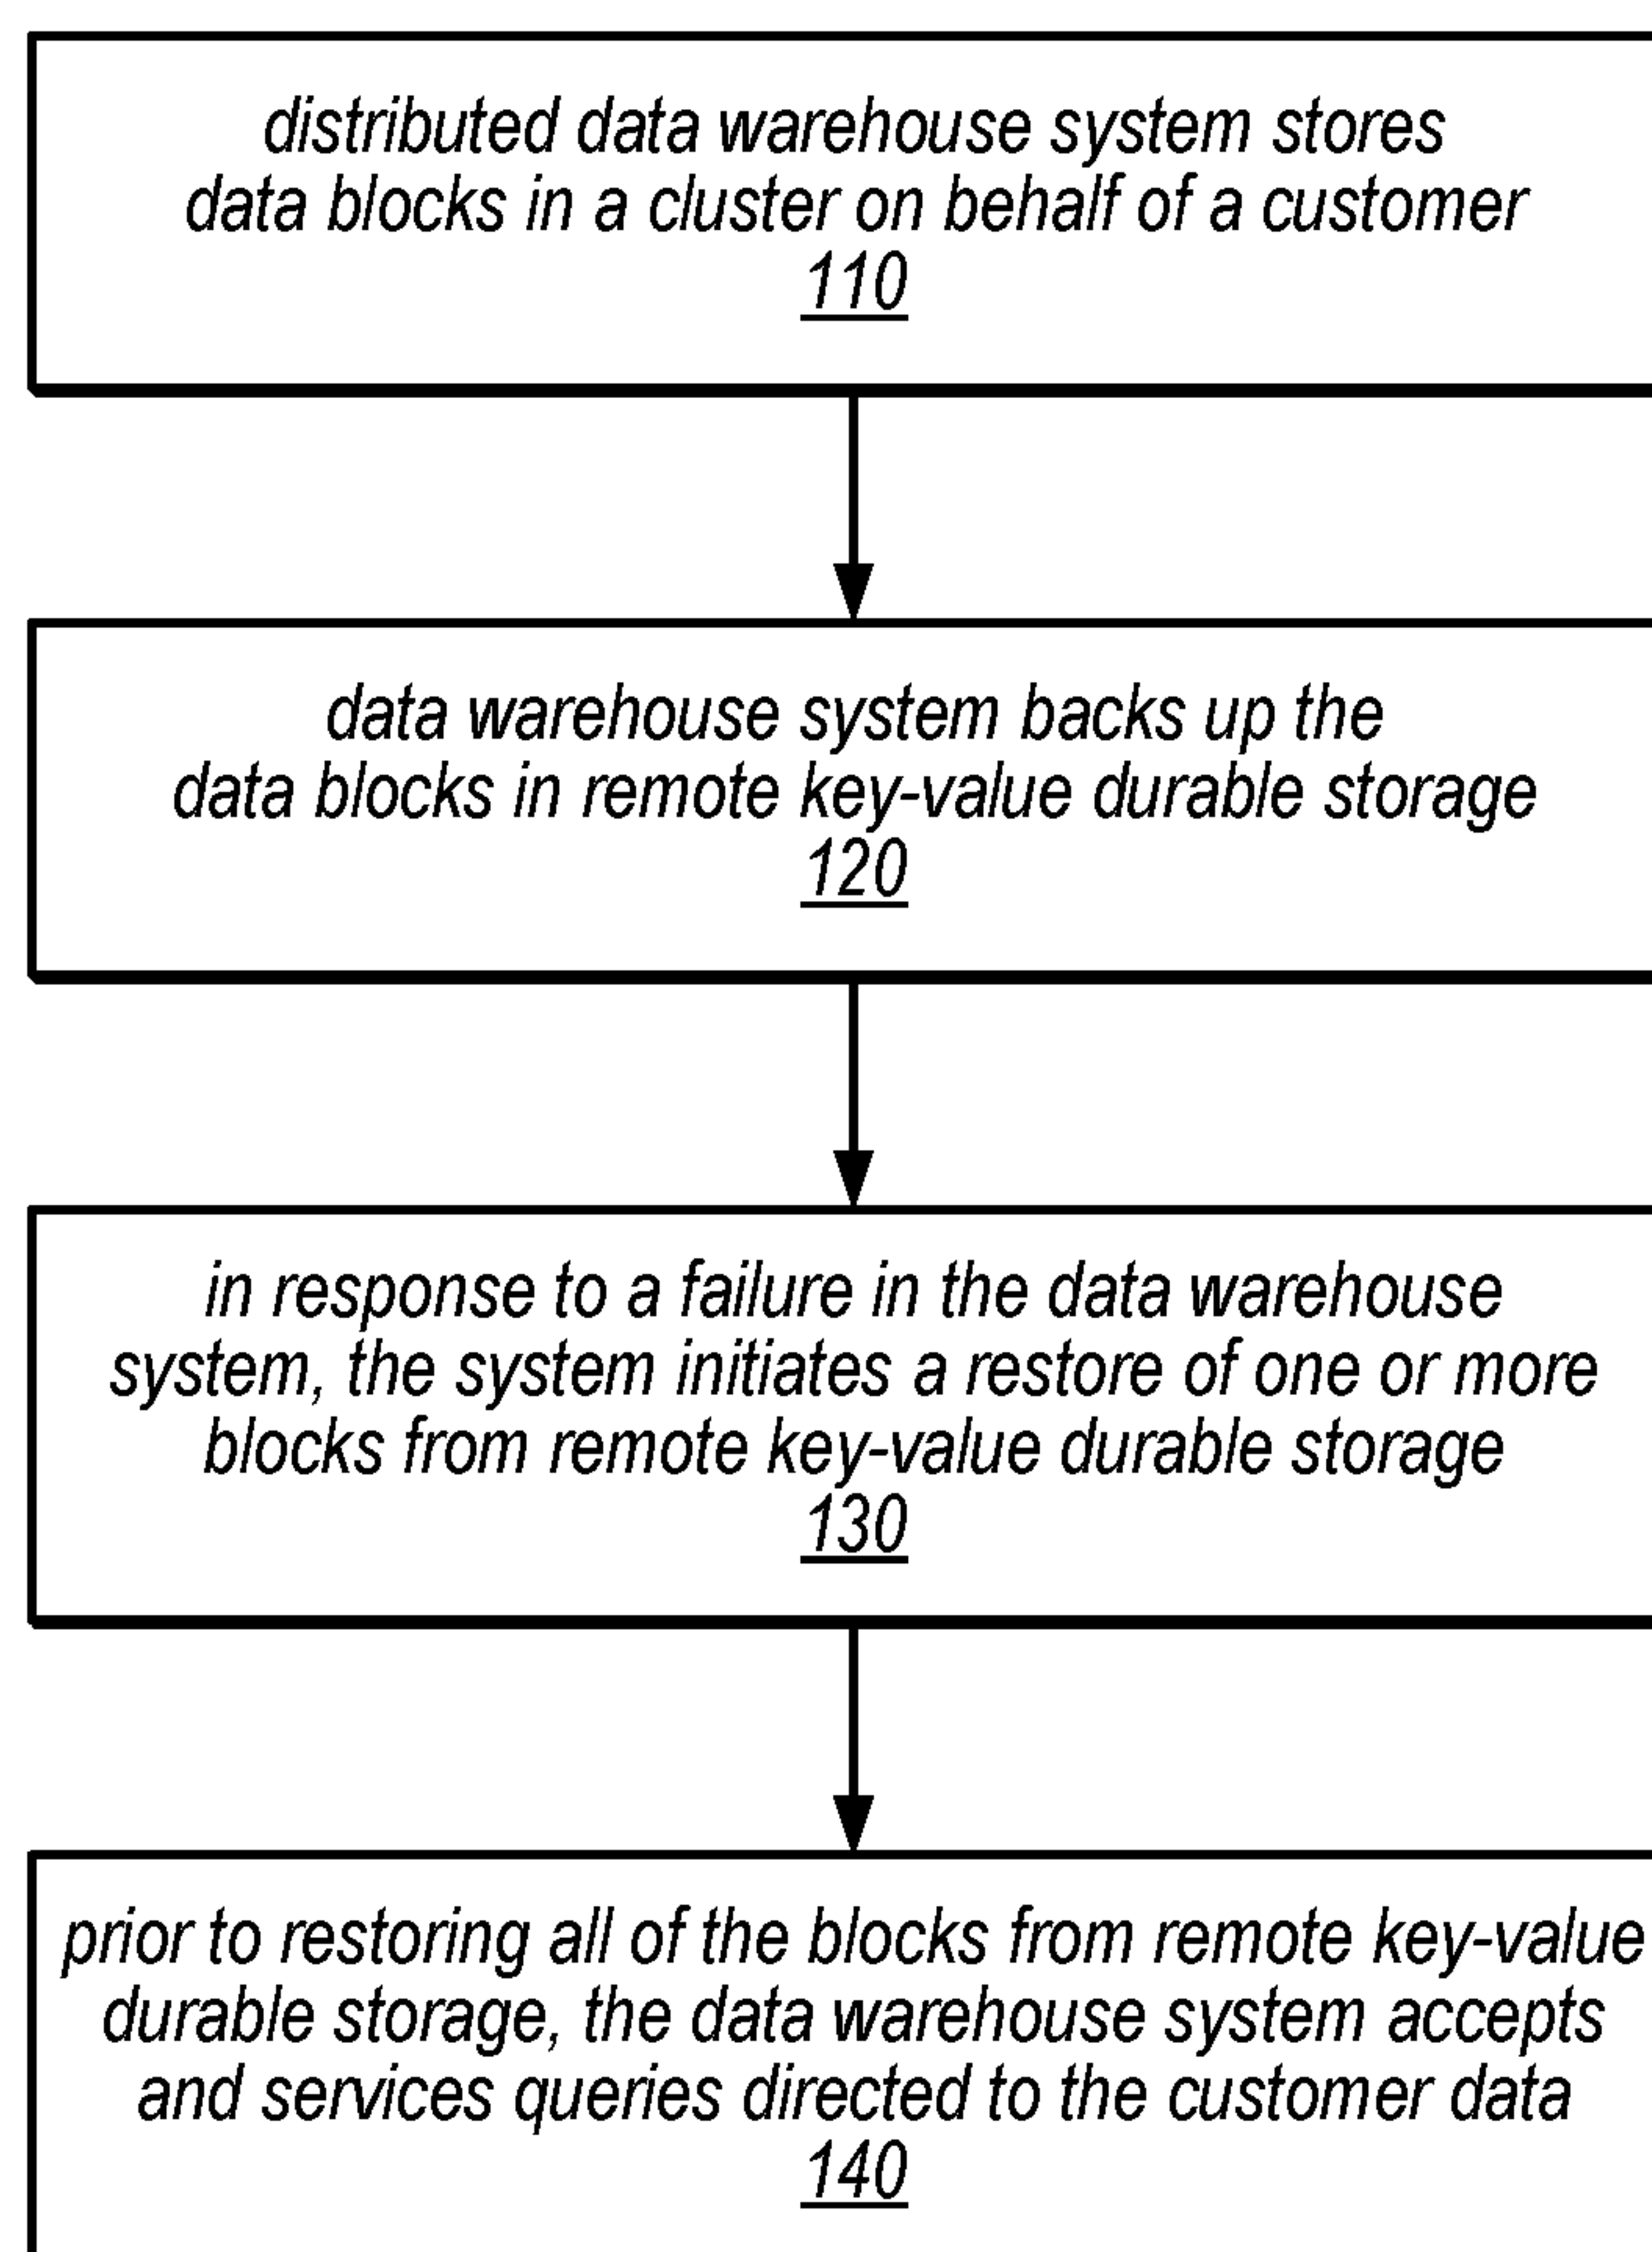 distributed data warehouse system stores
data blocks in a cluster on behalf of a customer
110
data warehouse system backs up the
data blocks in remote key-value durable storage
120
in response to a failure in the data warehouse
system, the system initiates a restore of one or more
blocks from remote key-value durable storage
130
prior to restoring all of the blocks from remote key-value
durable storage, the data warehouse system accepts
and services queries directed to the customer data
140